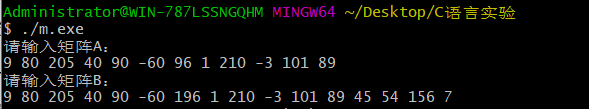 Administrator@WIN-787LSSNGQHM MINGW64 ~/Desktop/C语言实验
$ ./m.exe
请输入矩阵A:
9 80 205 40 90 -60 96 1 210 -3 101 89
请输入矩阵B:
9 80 205 40 90 -60 196 1 210 -3 101 89 45 54 156 7